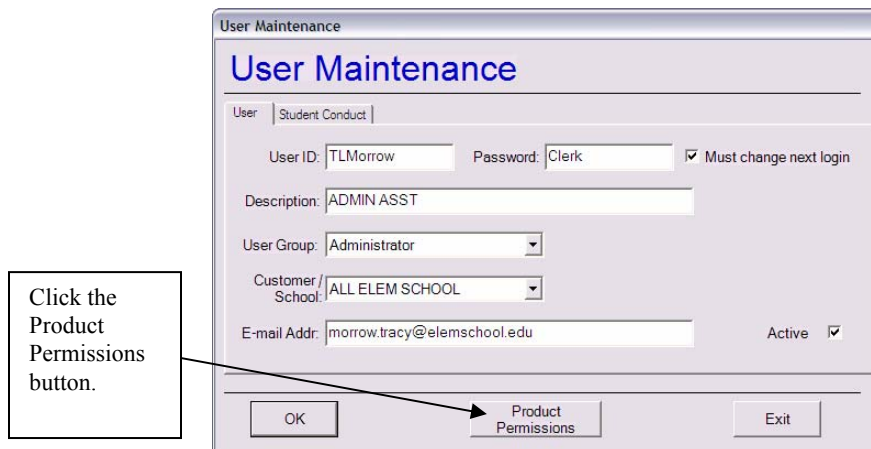 User Maintenance
User Maintenance
User Student Conduct
User ID: TLMorrow Password: Clerk Must change next login
Description: ADMIN ASST
User Group: Administrator
Customer /
School: ALL ELEM SCHOOL
E-mail Addr: morrow.tracy@elemschool.edu Active
Click the
Product
Permissions
button.
OK
Product
Permissions
Exit